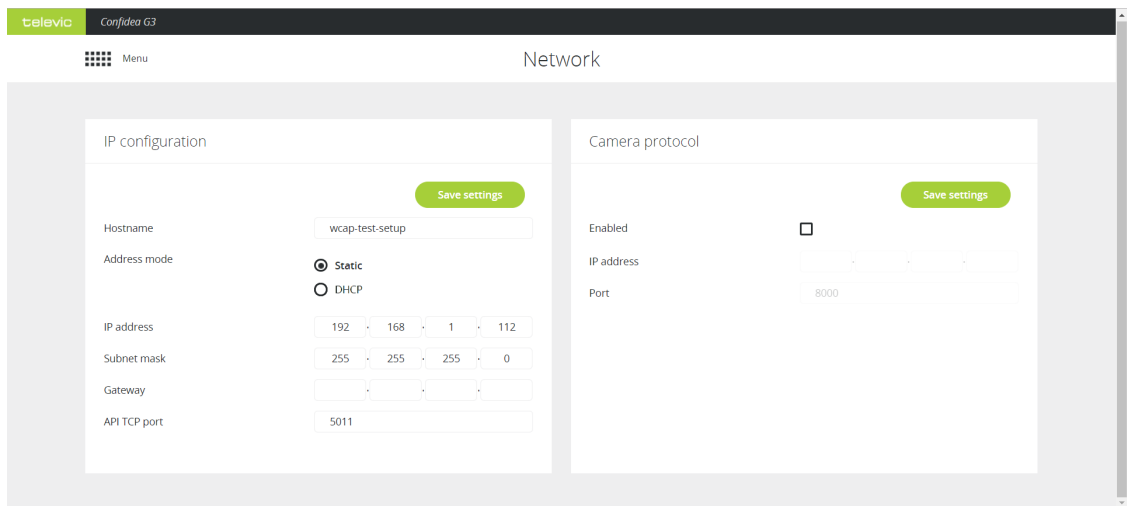 televic Confidea G3
Menu
Network
IP configuration
Save settings
Hostname wcap-test-setup
Address mode Static
DHCP
IP address 192 . 168 . 1 . 112
Subnet mask 255 . 255 . 255 . 0
Gateway . . .
API TCP port 5011
Camera protocol
Save settings
Enabled
IP address . . .
Port 8000